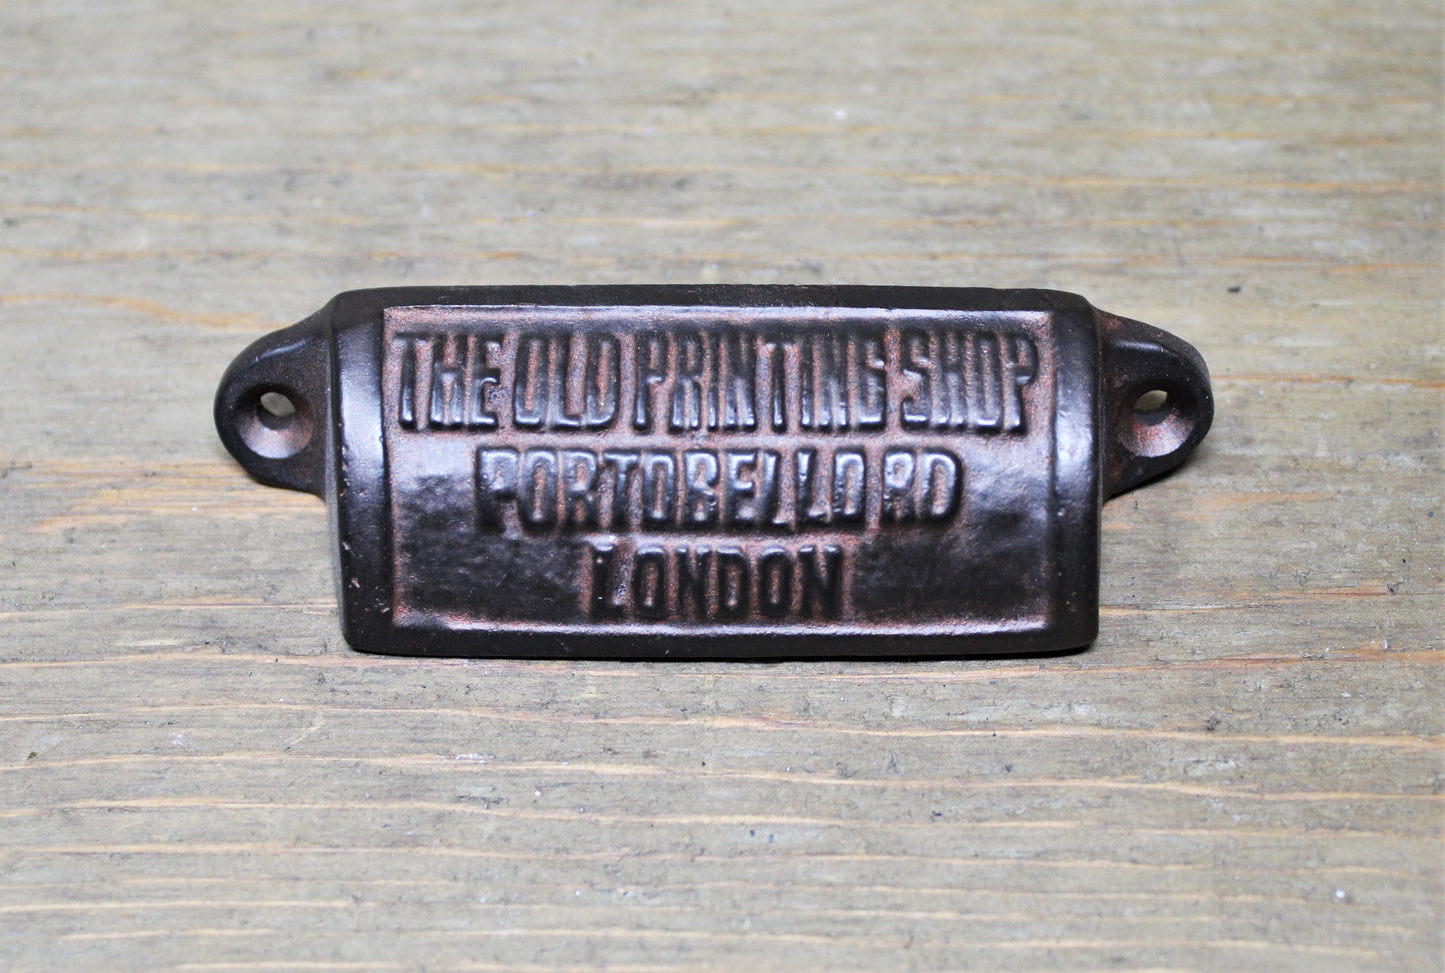 THE OLD PRINTING SHOP
PORTOBELLO RD
LONDON